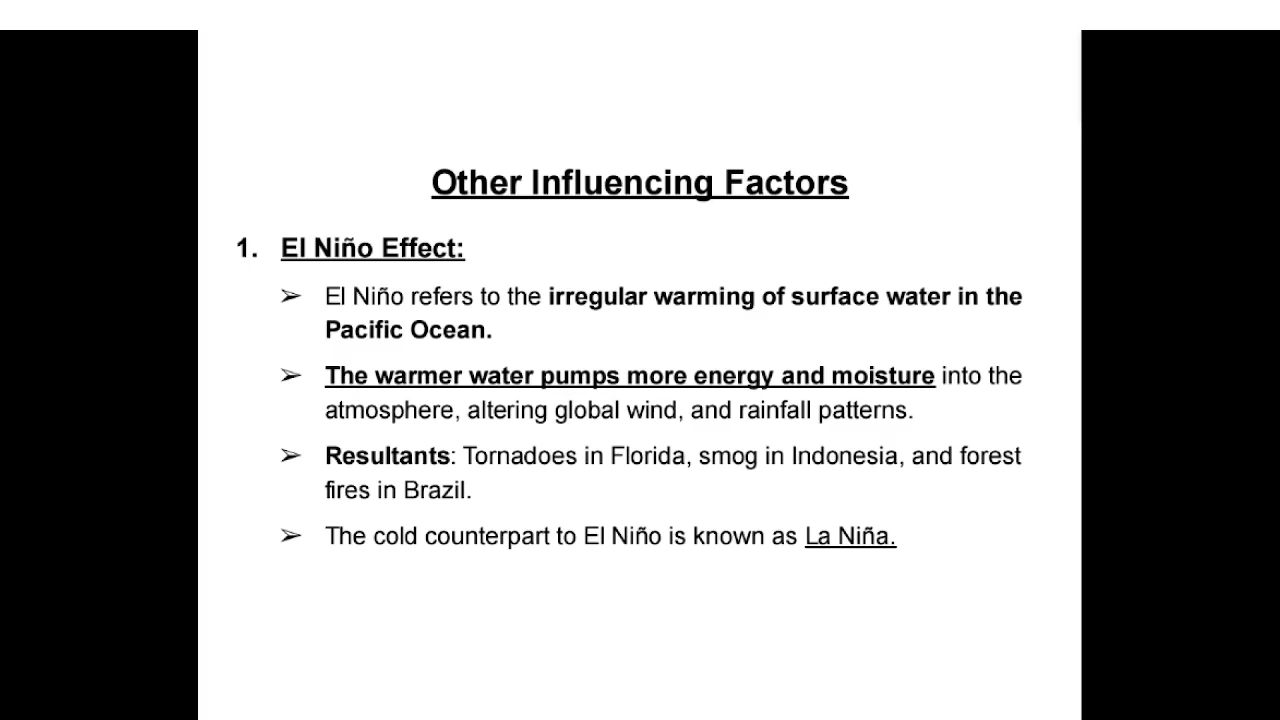 Other Influencing Factors
1. El Niño Effect:
➢ El Niño refers to the irregular warming of surface water in the
Pacific Ocean.
➢ The warmer water pumps more energy and moisture into the
atmosphere, altering global wind, and rainfall patterns.
➢ Resultants: Tornadoes in Florida, smog in Indonesia, and forest
fires in Brazil.
➢ The cold counterpart to El Niño is known as La Niña.